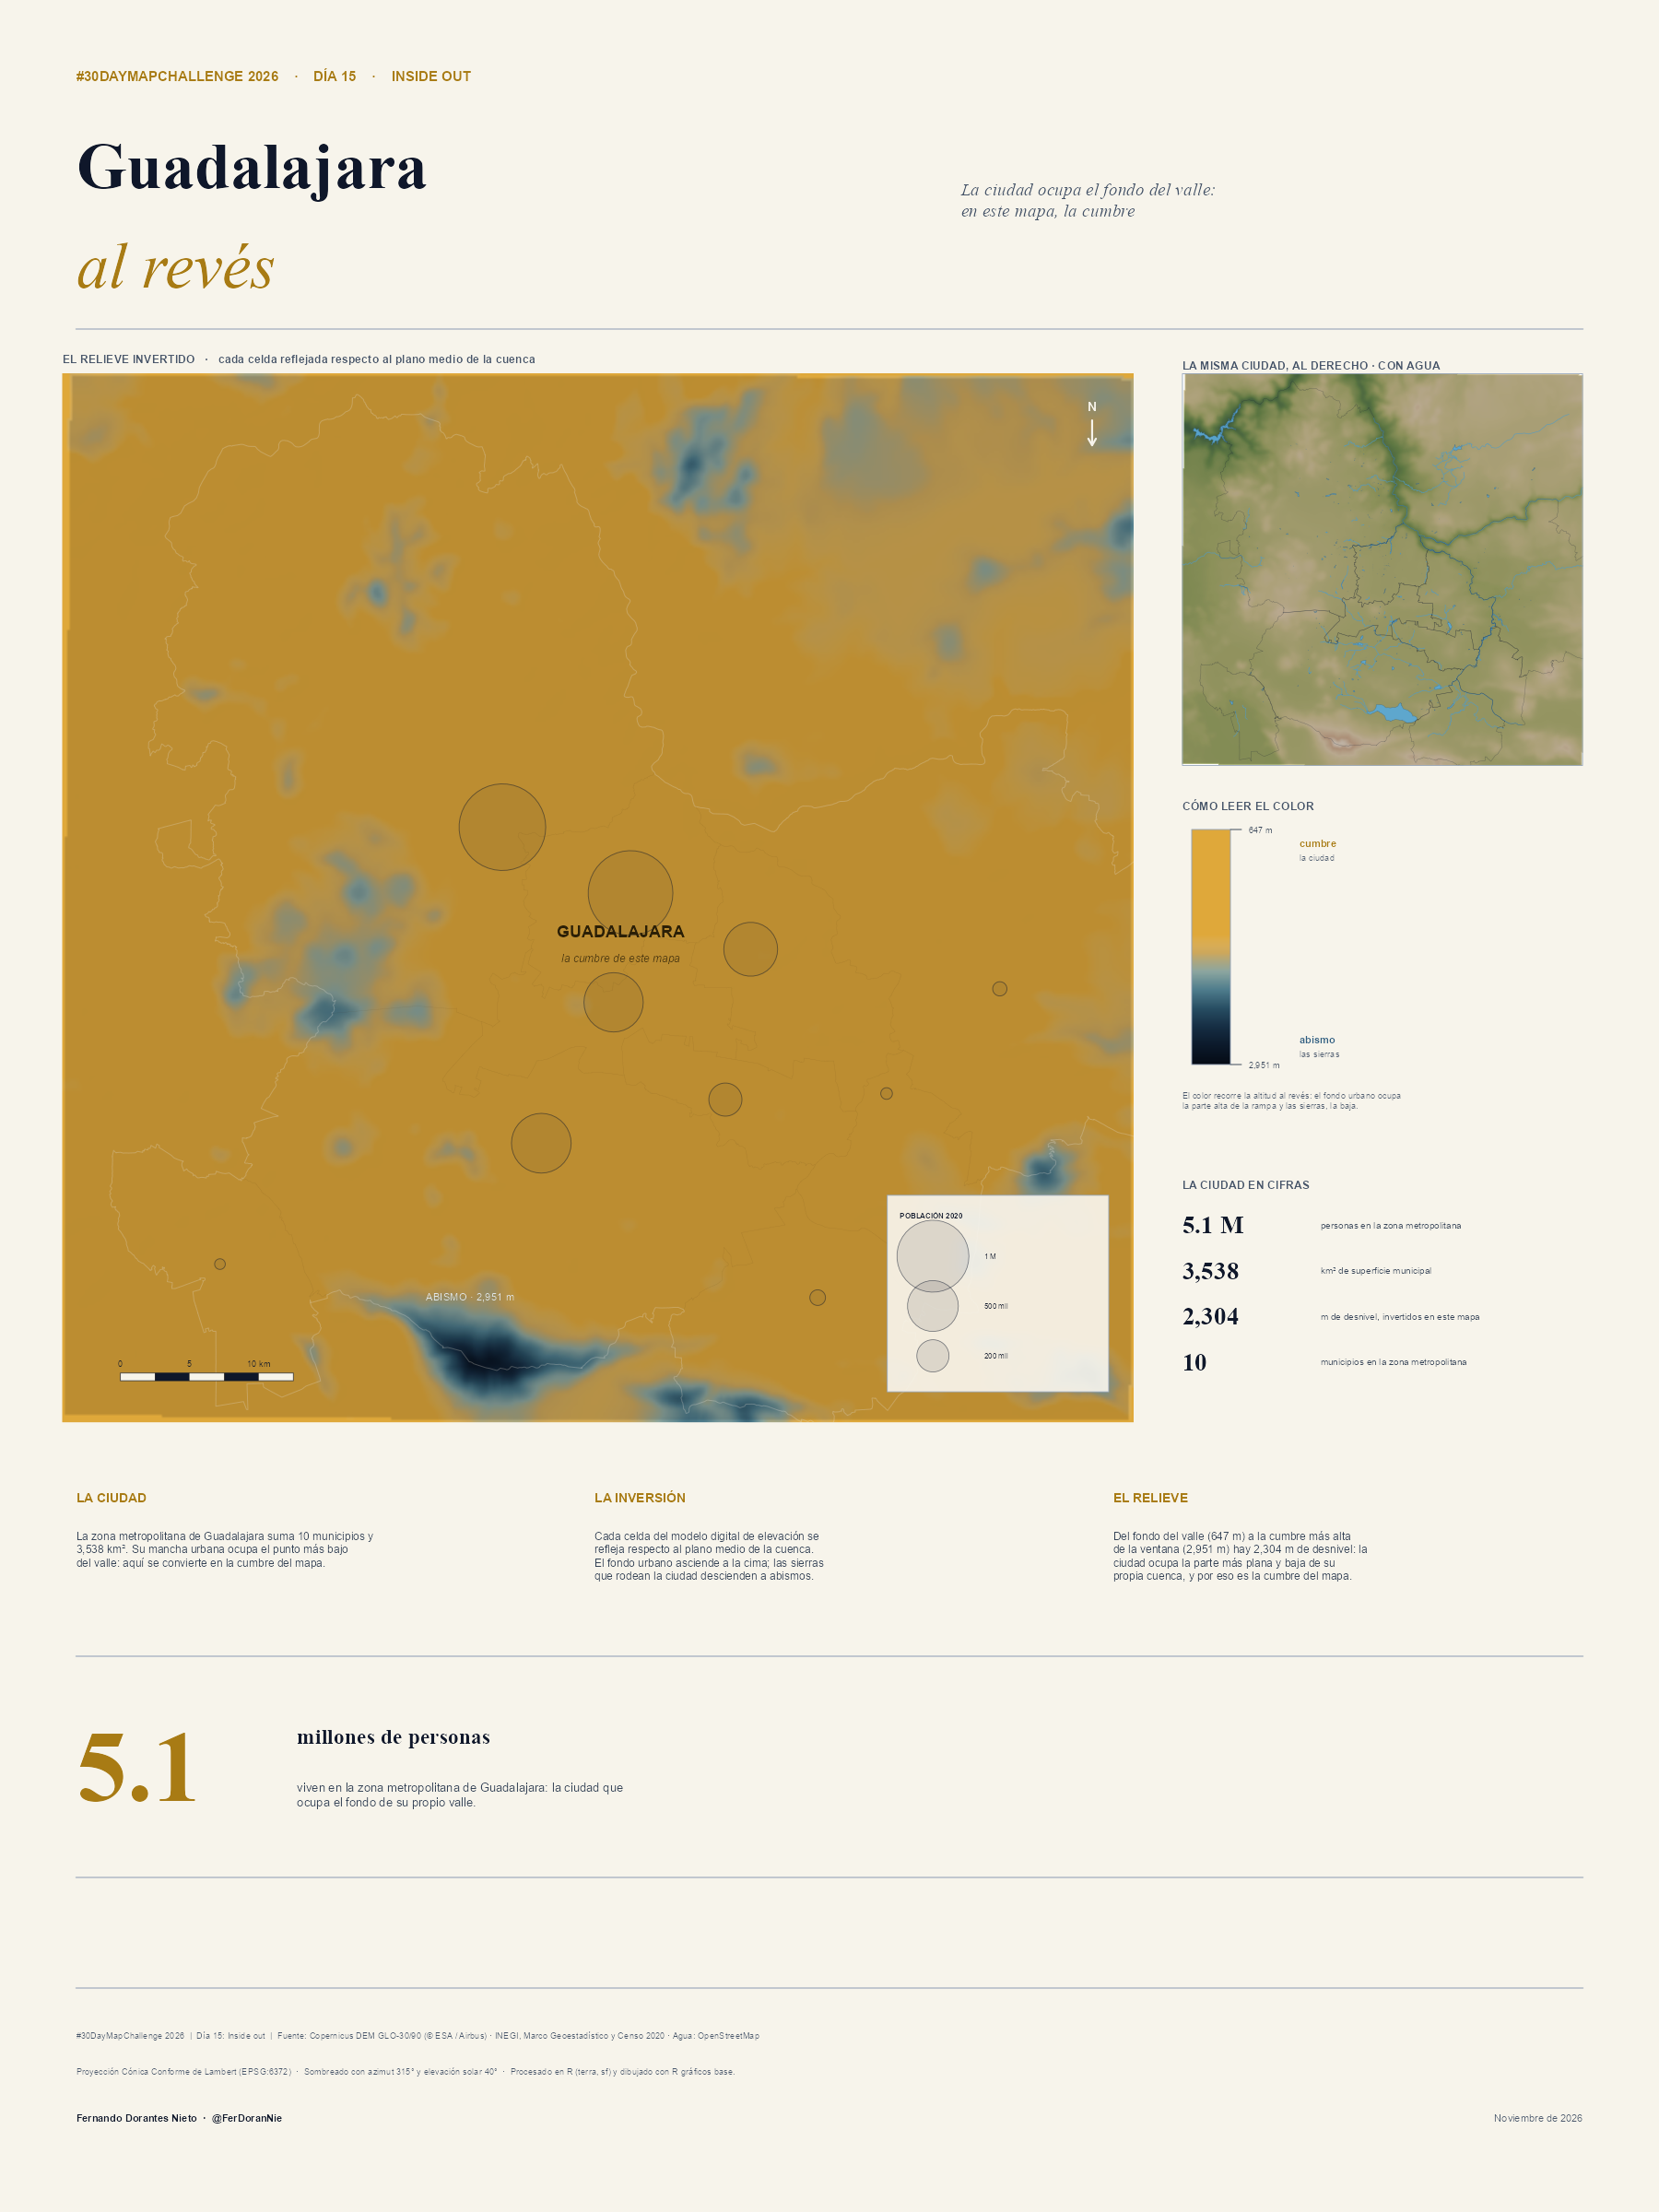 #30DAYMAPCHALLENGE 2026 · DÍA 15 · INSIDE OUT
Guadalajara
al revés
La ciudad ocupa el fondo del valle:
en este mapa, la cumbre
EL RELIEVE INVERTIDO · cada celda reflejada respecto al plano medio de la cuenca
N
GUADALAJARA
la cumbre de este mapa
ABISMO · 2,951 m
0 5 10 km
POBLACIÓN 2020
1 M
500 mil
200 mil
LA MISMA CIUDAD, AL DERECHO · CON AGUA
CÓMO LEER EL COLOR
647 m
cumbre
la ciudad
abismo
las sierras
2,951 m
El color recorre la altitud al revés: el fondo urbano ocupa
la parte alta de la rampa y las sierras, la baja.
LA CIUDAD EN CIFRAS
5.1 M personas en la zona metropolitana
3,538 km² de superficie municipal
2,304 m de desnivel, invertidos en este mapa
10 municipios en la zona metropolitana
LA CIUDAD
La zona metropolitana de Guadalajara suma 10 municipios y
3,538 km². Su mancha urbana ocupa el punto más bajo
del valle: aquí se convierte en la cumbre del mapa.
LA INVERSIÓN
Cada celda del modelo digital de elevación se
refleja respecto al plano medio de la cuenca.
El fondo urbano asciende a la cima; las sierras
que rodean la ciudad descienden a abismos.
EL RELIEVE
Del fondo del valle (647 m) a la cumbre más alta
de la ventana (2,951 m) hay 2,304 m de desnivel: la
ciudad ocupa la parte más plana y baja de su
propia cuenca, y por eso es la cumbre del mapa.
5.1
millones de personas
viven en la zona metropolitana de Guadalajara: la ciudad que
ocupa el fondo de su propio valle.
#30DayMapChallenge 2026 | Día 15: Inside out | Fuente: Copernicus DEM GLO-30/90 (© ESA / Airbus) · INEGI, Marco Geoestadístico y Censo 2020 · Agua: OpenStreetMap
Proyección Cónica Conforme de Lambert (EPSG:6372) · Sombreado con azimut 315° y elevación solar 40° · Procesado en R (terra, sf) y dibujado con R gráficos base.
Fernando Dorantes Nieto · @FerDoranNie
Noviembre de 2026